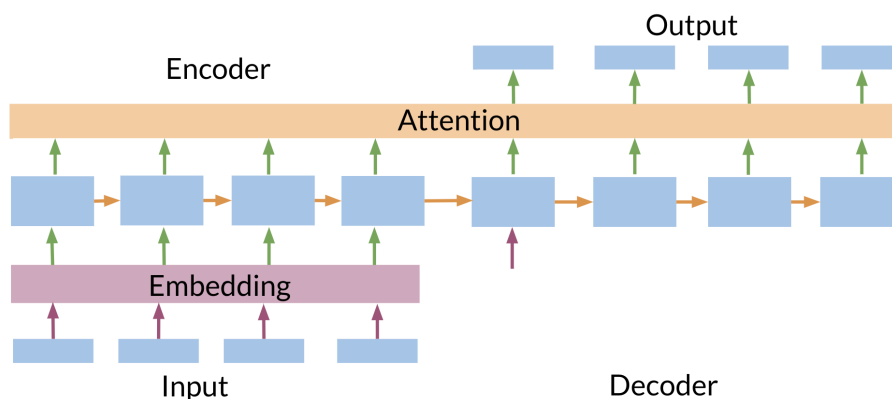 Output
Encoder
Attention
Embedding
Input
Decoder